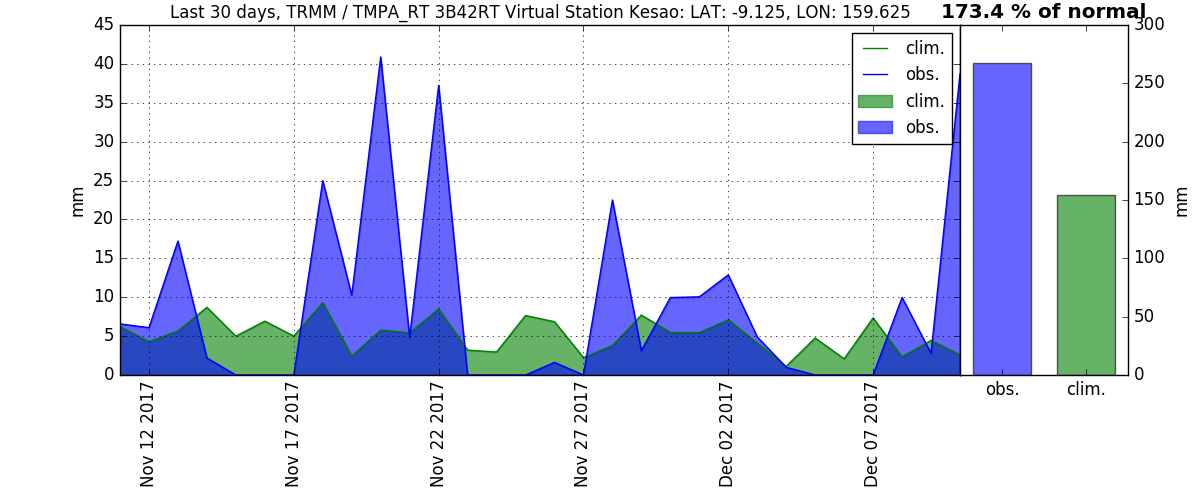 Last 30 days, TRMM / TMPA_RT 3B42RT Virtual Station Kesao: LAT: -9.125, LON: 159.625
173.4 % of normal
45
40
35
30
25
20
15
10
5
0
mm
clim.
obs.
clim.
obs.
Nov 12 2017
Nov 17 2017
Nov 22 2017
Nov 27 2017
Dec 02 2017
Dec 07 2017
300
250
200
150
100
50
0
mm
obs.
clim.